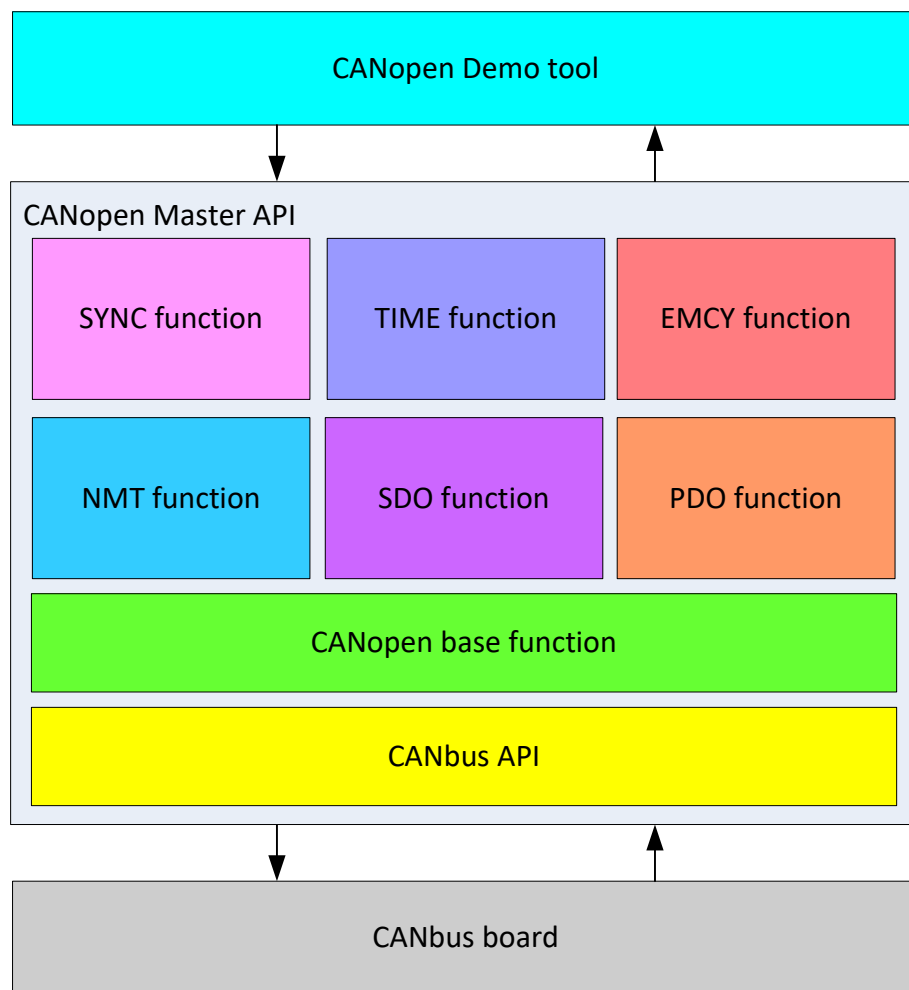 CANopen Demo tool
CANopen Master API
SYNC function
TIME function
EMCY function
NMT function
SDO function
PDO function
CANopen base function
CANbus API
CANbus board